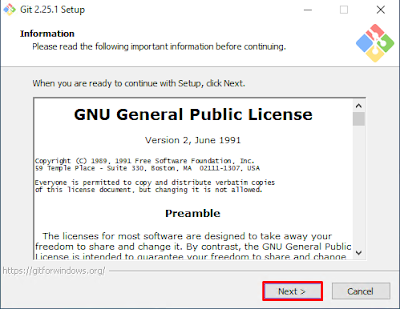 Git 2.25.1 Setup
Information
Please read the following important information before continuing.
When you are ready to continue with Setup, click Next.
GNU General Public License
Version 2, June 1991
Copyright (C) 1989, 1991 Free Software Foundation, Inc.
59 Temple Place - Suite 330, Boston, MA  02111-1307, USA
Everyone is permitted to copy and distribute verbatim copies
of this license document, but changing it is not allowed.
Preamble
The licenses for most software are designed to take away your
freedom to share and change it. By contrast, the GNU General Public
License is intended to guarantee your freedom to share and change
https://gitforwindows.org/
Next >
Cancel